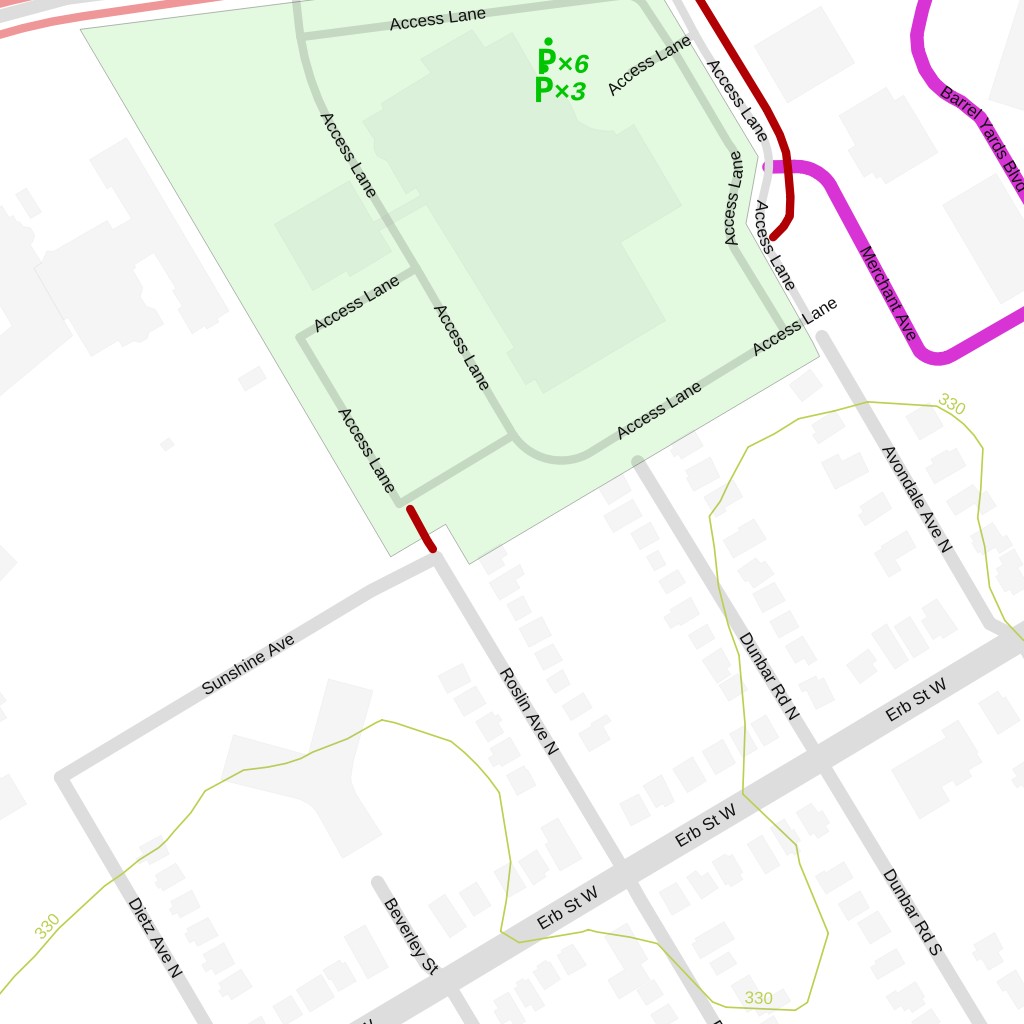 Access Lane
P×6
P×3
Access Lane
Access Lane
Barrel Yards Blvd
Access Lane
Access Lane
Access Lane
Merchant Ave
Access Lane
Access Lane
Access Lane
Access Lane
Access Lane
330
Access Lane
Avondale Ave N
Sunshine Ave
Roslin Ave N
Dunbar Rd N
Erb St W
Erb St W
Erb St W
330
Dietz Ave N
Beverley St
Dunbar Rd S
330